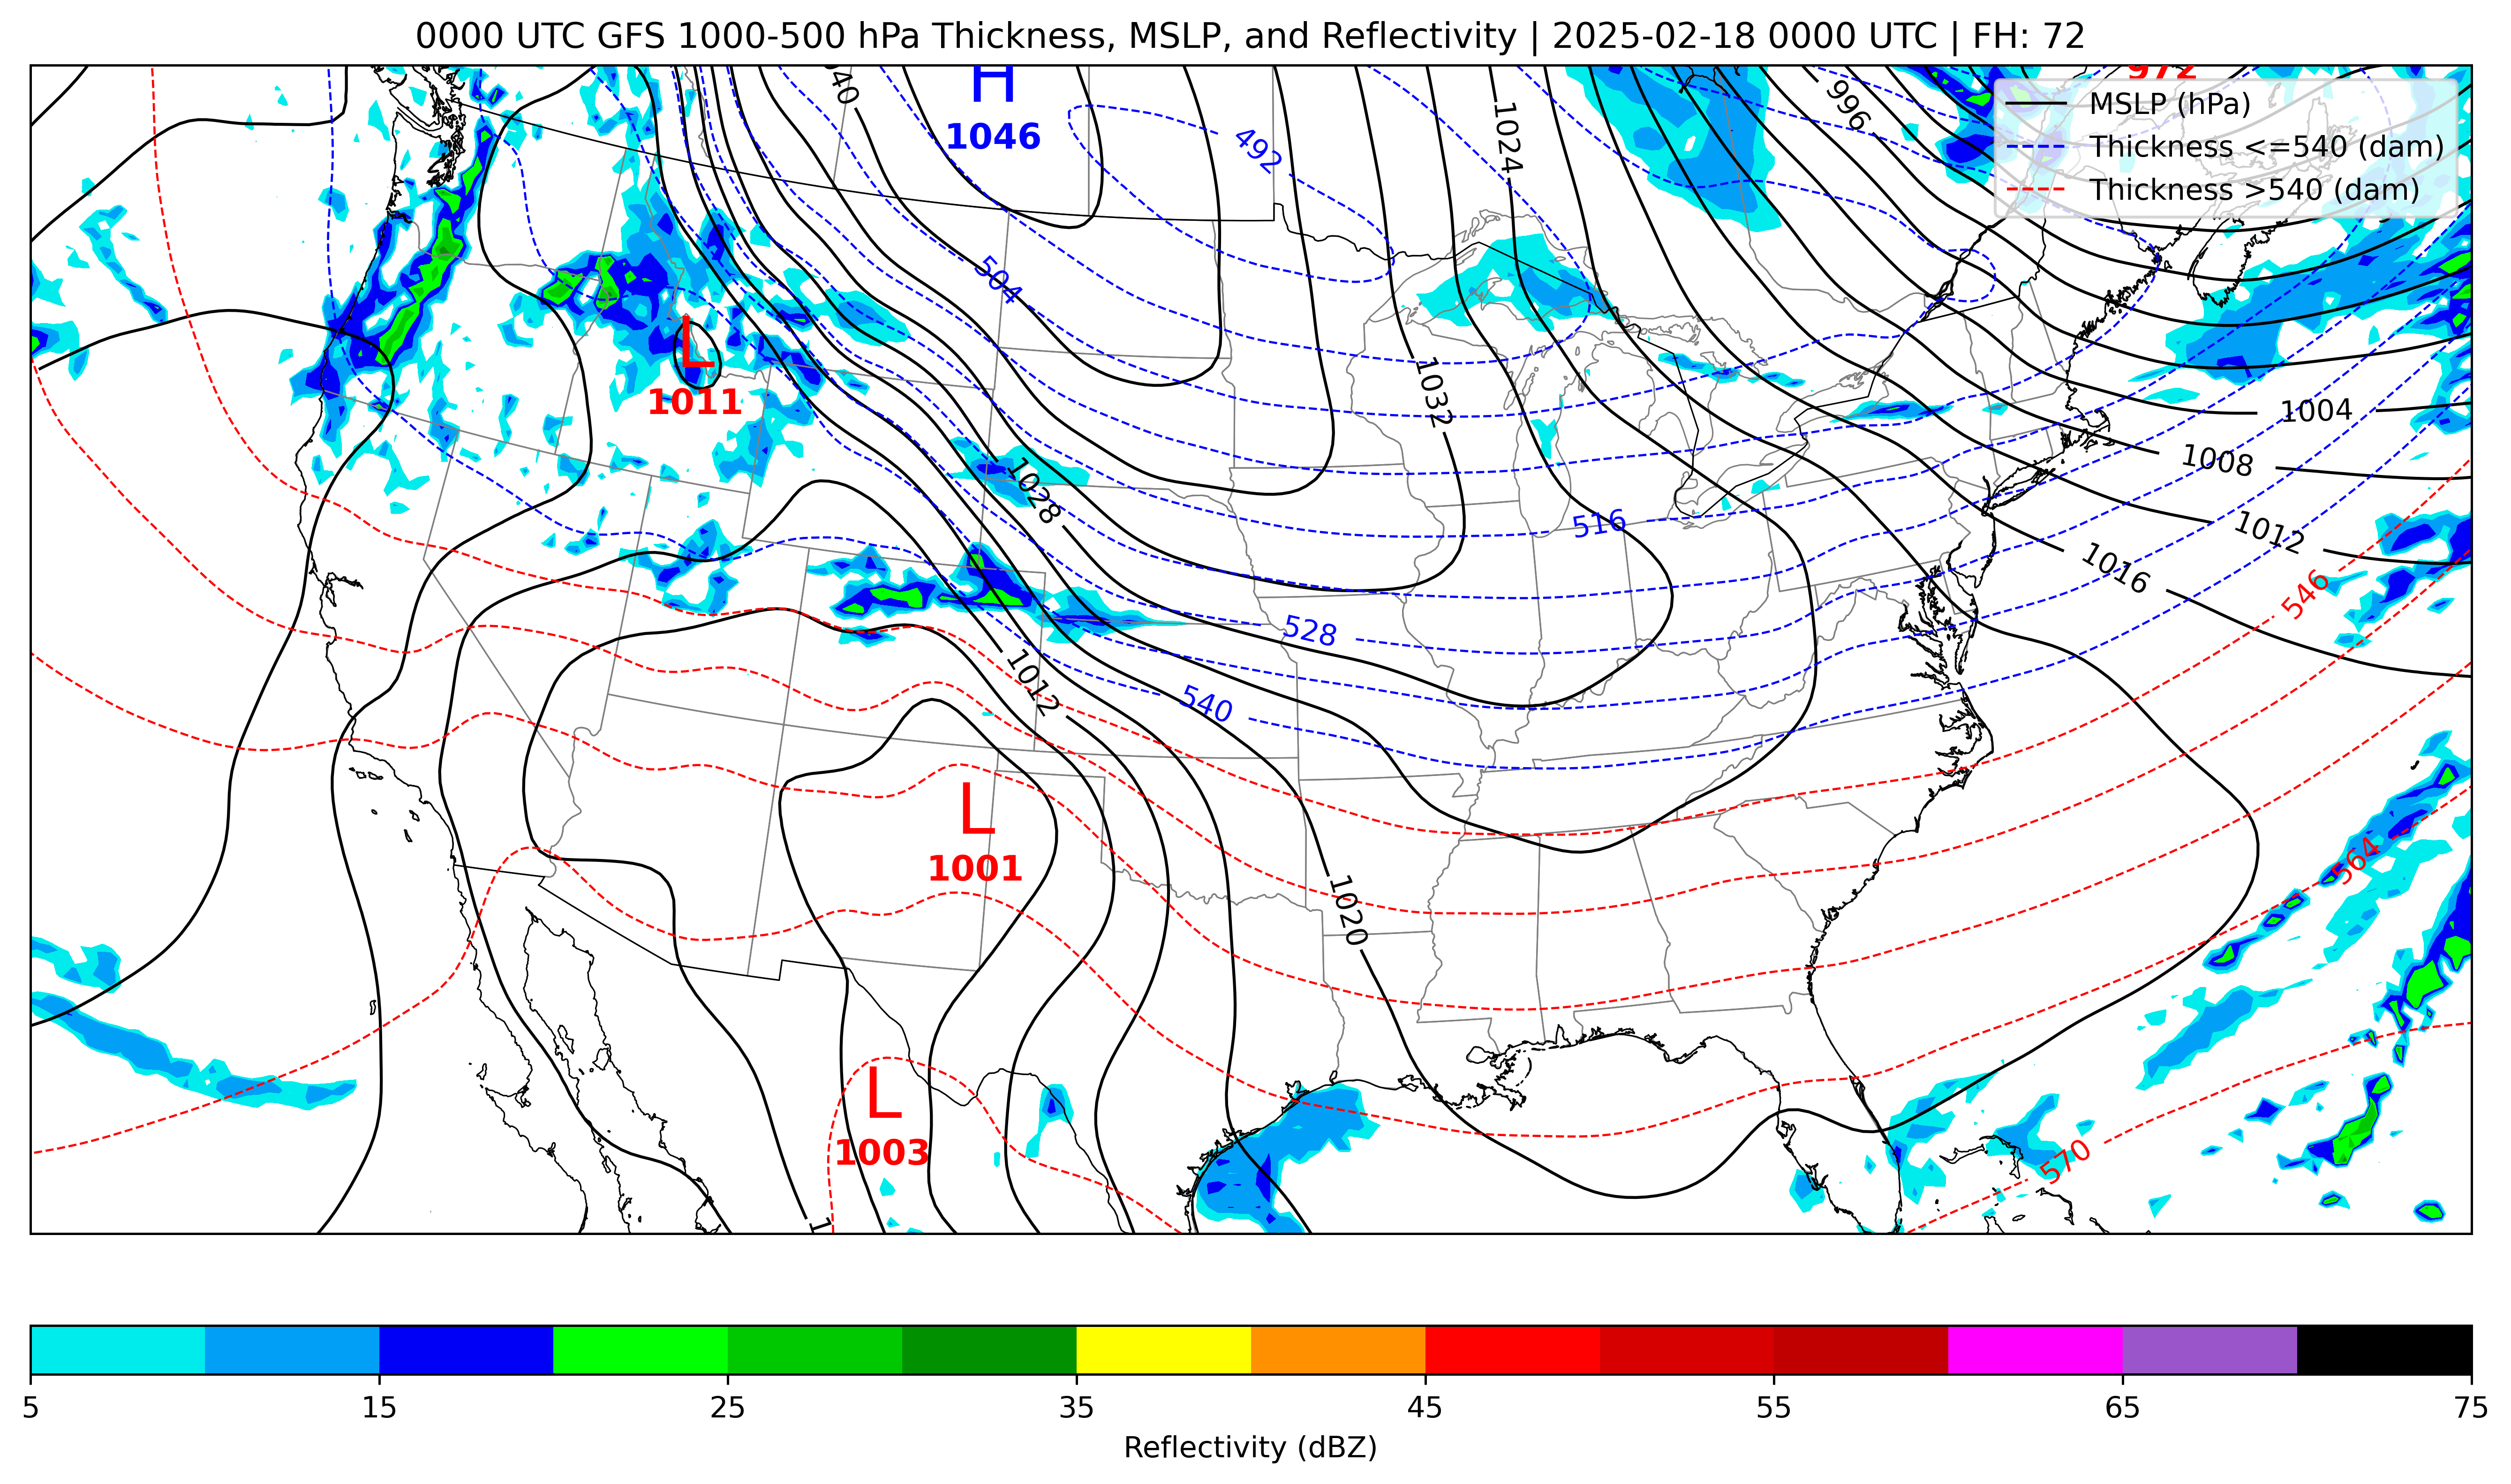 0000 UTC GFS 1000-500 hPa Thickness, MSLP, and Reflectivity | 2025-02-18 0000 UTC | FH: 72
H
1046
972
996
1024
492
MSLP (hPa)
Thickness <=540 (dam)
Thickness >540 (dam)
504
L
1011
1032
1004
1008
1028
516
1012
1016
546
528
1012
540
L
1001
564
1020
L
1003
570
5 15 25 35 45 55 65 75
Reflectivity (dBZ)